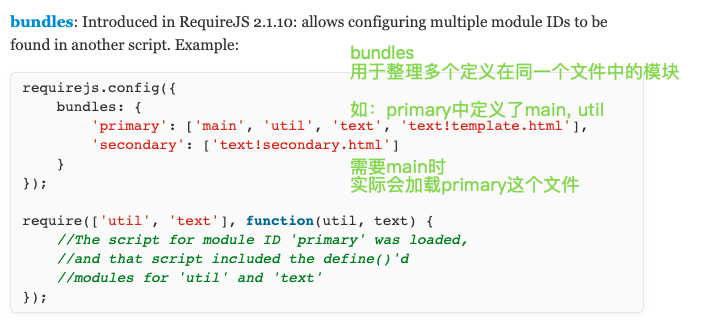 bundles: Introduced in RequireJS 2.1.10: allows configuring multiple module IDs to be
found in another script. Example:
bundles
用于整理多个定义在同一个文件中的模块
requirejs.config({
bundles: {
如：primary中定义了main, util
'primary': ['main', 'util', 'text', 'text!template.html'],
'secondary': ['text!secondary.html']
}
需要main时
实际会加载primary这个文件
});
require(['util', 'text'], function(util, text) {
//The script for module ID 'primary' was loaded,
//and that script included the define()'d
//modules for 'util' and 'text'
});